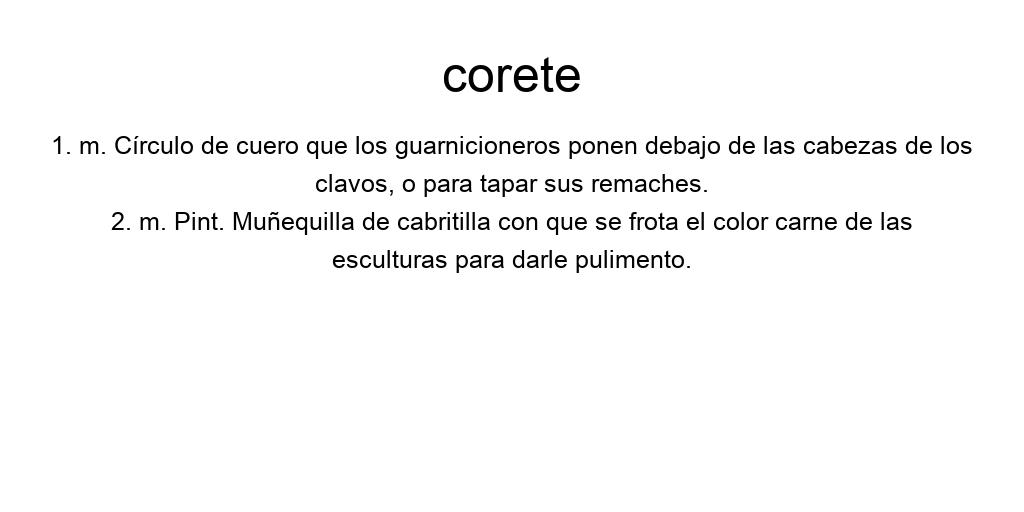 corete
1. m. Círculo de cuero que los guarnicioneros ponen debajo de las cabezas de los
clavos, o para tapar sus remaches.
2. m. Pint. Muñequilla de cabritilla con que se frota el color carne de las
esculturas para darle pulimento.